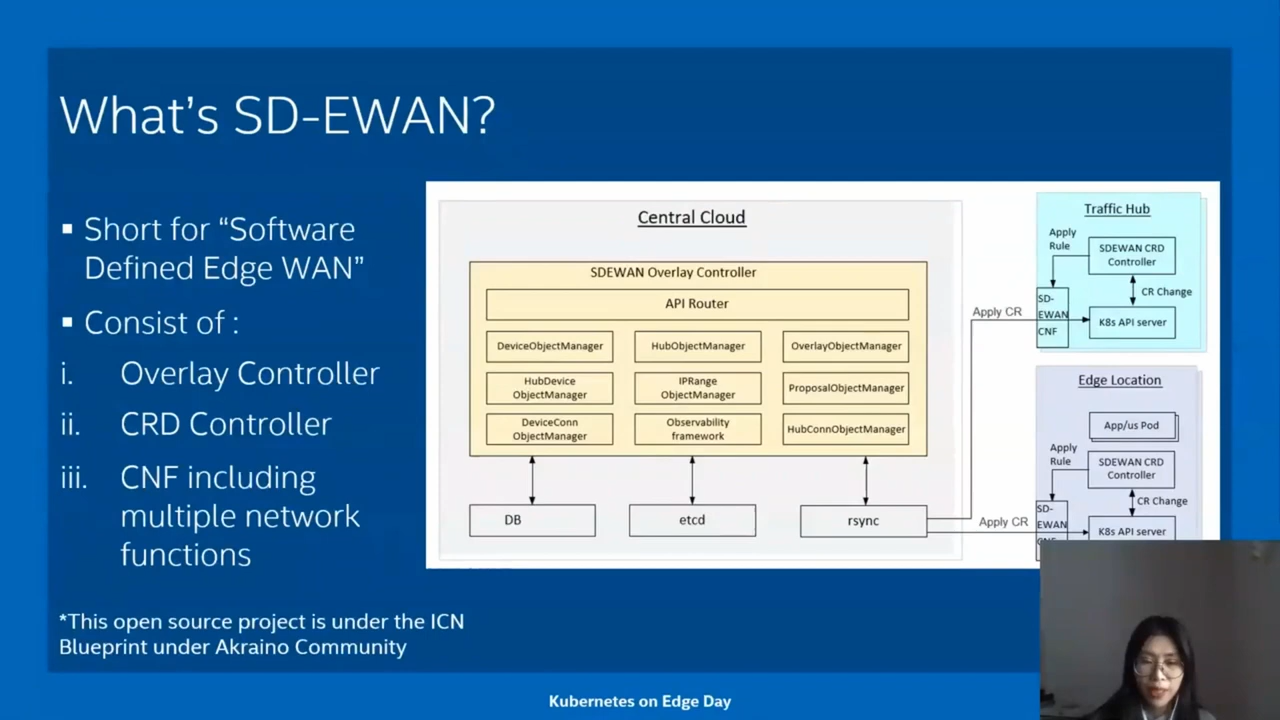 What's SD-EWAN?
▪ Short for “Software
Defined Edge WAN”
▪ Consist of :
i. Overlay Controller
ii. CRD Controller
iii. CNF including
multiple network
functions
*This open source project is under the ICN
Blueprint under Akraino Community
Central Cloud
SDEWAN Overlay Controller
API Router
DeviceObjectManager
HubObjectManager
OverlayObjectManager
HubDevice
ObjectManager
IPRange
ObjectManager
ProposalObjectManager
DeviceConn
ObjectManager
Observability
framework
HubConnObjectManager
DB
etcd
rsync
Apply CR
Apply CR
Traffic Hub
Apply
Rule
SDEWAN CRD
Controller
CR Change
SD-
EWAN
CNF
K8s API server
Edge Location
App/us Pod
Apply
Rule
SDEWAN CRD
Controller
CR Change
SD-
EWAN
K8s API server
Kubernetes on Edge Day